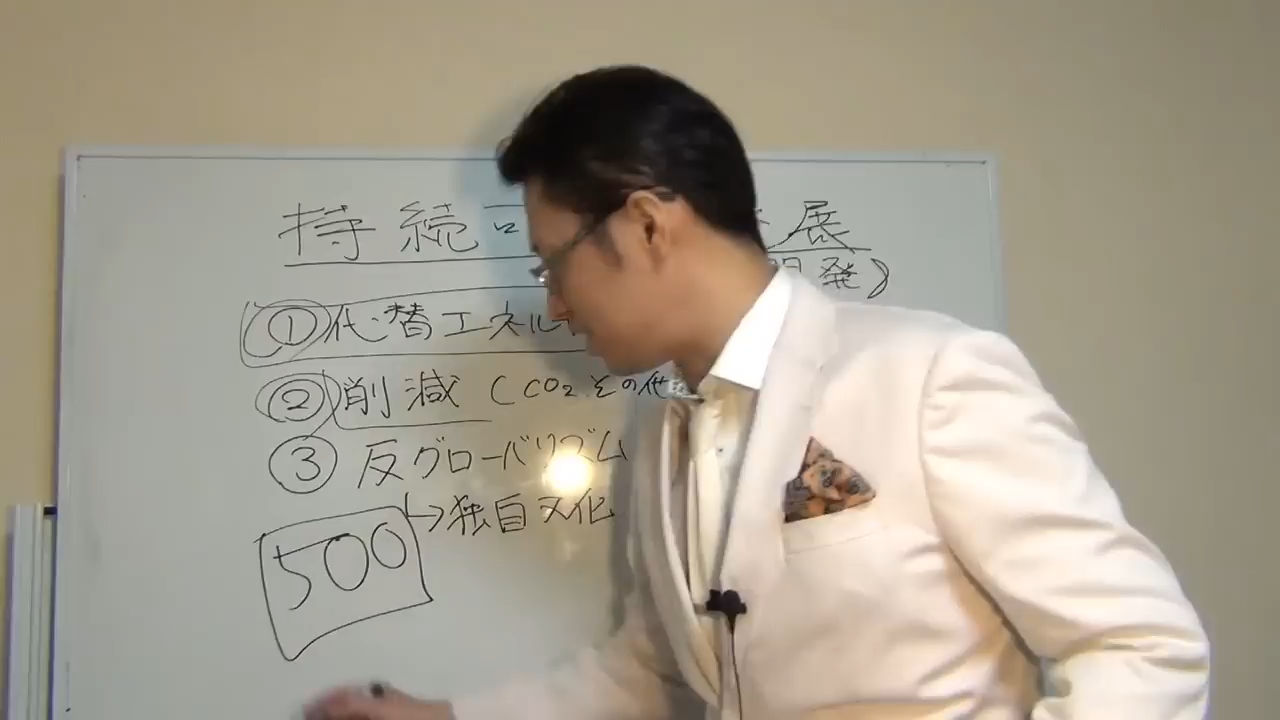 持続可 展
開発)
①代替エネル
②削減 (CO2その他
③反グローバリズム
→独自文化
500